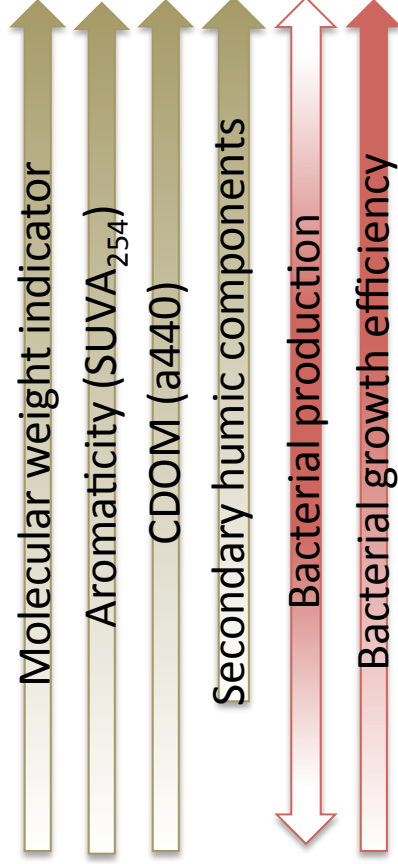 Molecular weight indicator
Aromaticity (SUVA₂₅₄)
CDOM (a440)
Secondary humic components
Bacterial production
Bacterial growth efficiency